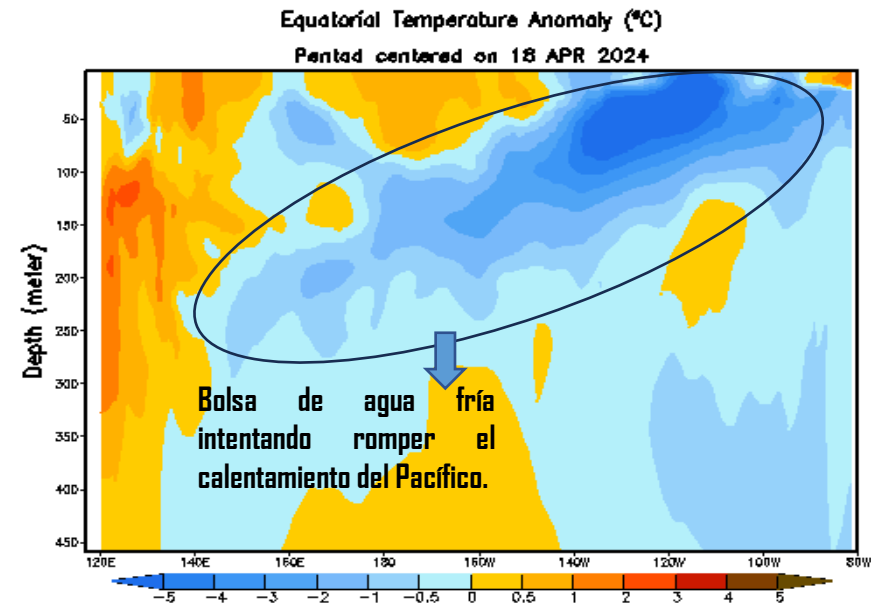 Equatorial Temperature Anomaly (°C)
Pentad centered on 18 APR 2024
Depth (meter)
50
100
150
200
250
300
350
400
450
Bolsa de agua fría
intentando romper el
calentamiento del Pacífico.
120E 140E 160E 180 160W 140W 120W 100W 80W
-5 -4 -3 -2 -1 -0.5 0 0.5 1 2 3 4 5